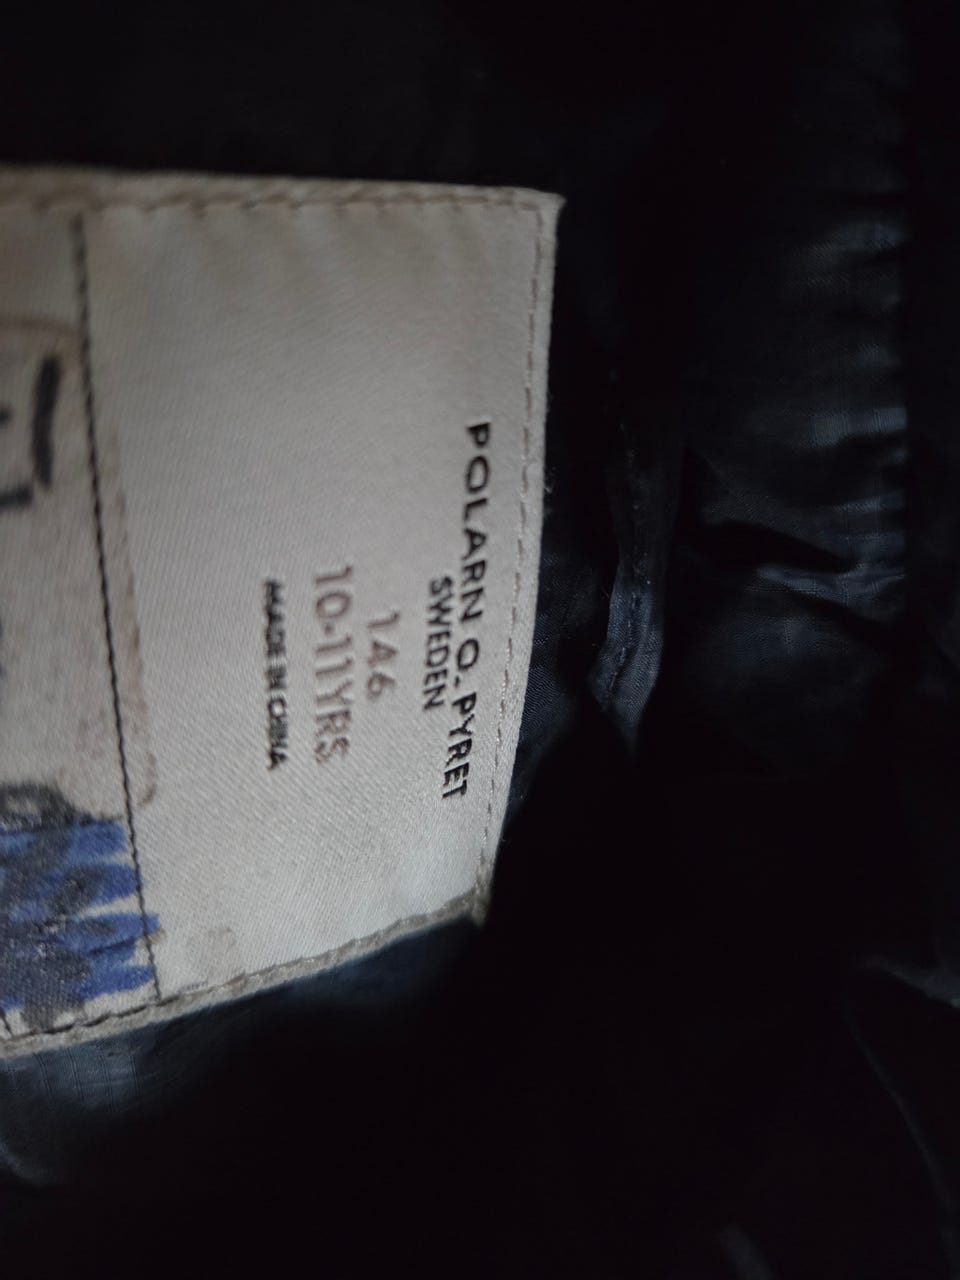 POLARN O. PYRET
SWEDEN
146
10-11YRS
MADE IN CHINA